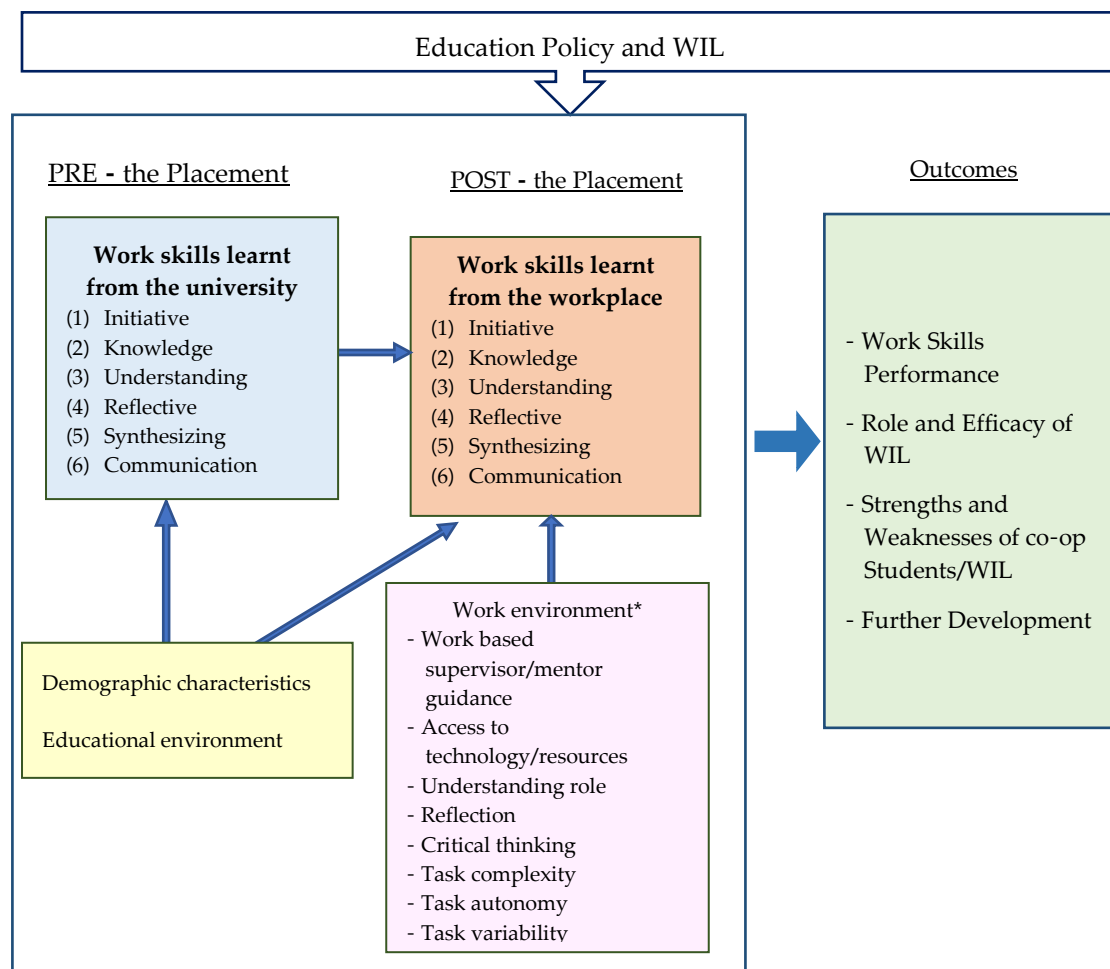 Education Policy and WIL
PRE - the Placement
Work skills learnt
from the university
(1) Initiative
(2) Knowledge
(3) Understanding
(4) Reflective
(5) Synthesizing
(6) Communication
POST - the Placement
Work skills learnt
from the workplace
(1) Initiative
(2) Knowledge
(3) Understanding
(4) Reflective
(5) Synthesizing
(6) Communication
Demographic characteristics
Educational environment
Work environment*
- Work based
supervisor/mentor
guidance
- Access to
technology/resources
- Understanding role
- Reflection
- Critical thinking
- Task complexity
- Task autonomy
- Task variability
Outcomes
- Work Skills
Performance
- Role and Efficacy of
WIL
- Strengths and
Weaknesses of co-op
Students/WIL
- Further Development